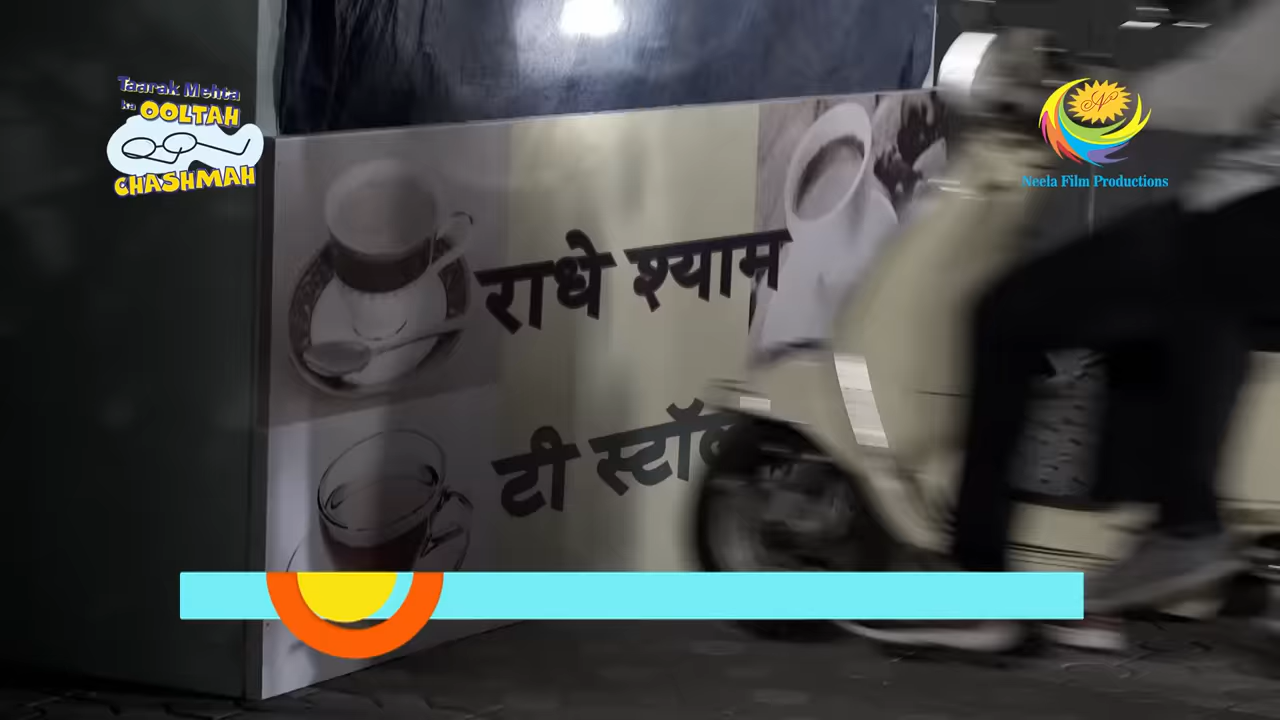 Taarak Mehta
ka OOLTAH
CHASHMAH
Neela Film Productions
राधे श्याम
टी